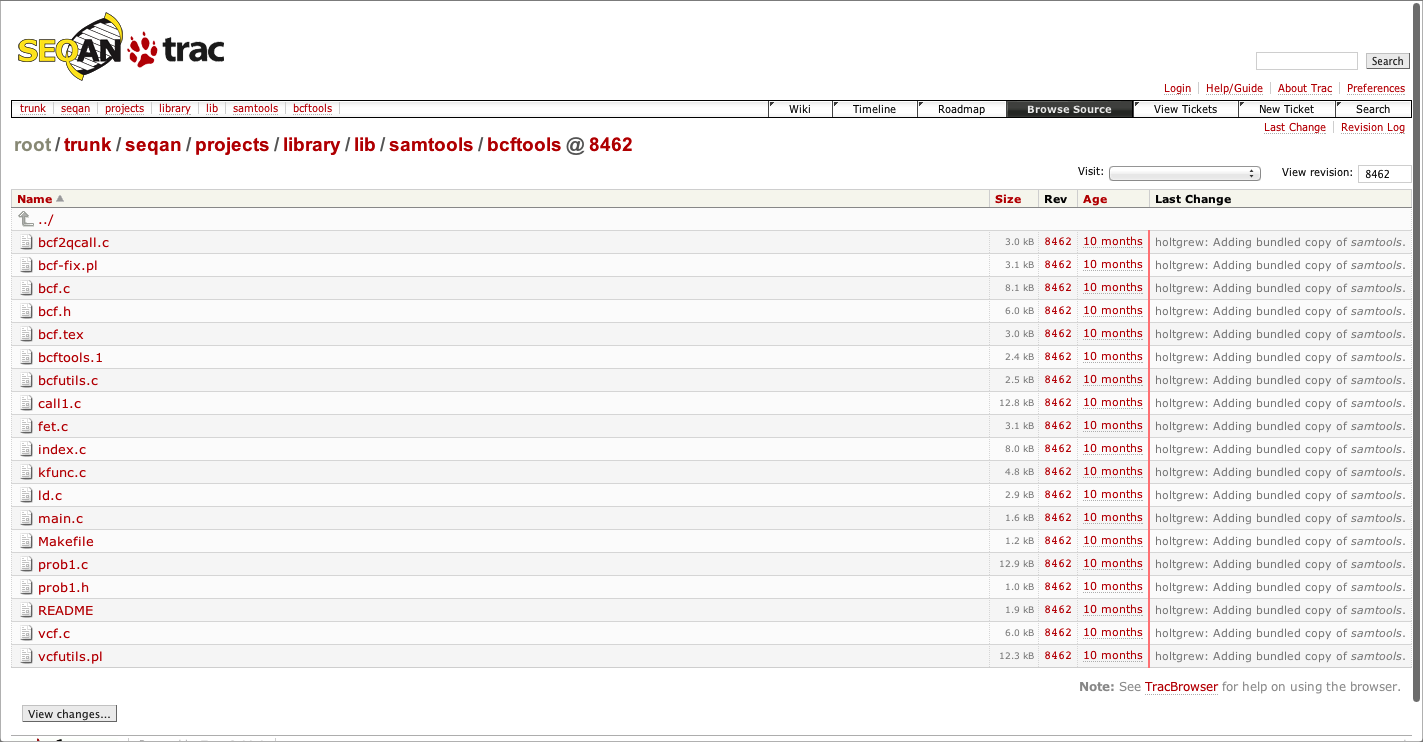 SEQAN trac
Search
Login Help/Guide About Trac Preferences
trunk seqan projects library lib samtools bcftools Wiki Timeline Roadmap Browse Source View Tickets New Ticket Search
Last Change Revision Log
root / trunk / seqan / projects / library / lib / samtools / bcftools @ 8462
Visit: View revision: 8462
Name Size Rev Age Last Change
../
bcf2qcall.c 3.0 kB 8462 10 months holtgrew: Adding bundled copy of samtools.
bcf-fix.pl 3.1 kB 8462 10 months holtgrew: Adding bundled copy of samtools.
bcf.c 8.1 kB 8462 10 months holtgrew: Adding bundled copy of samtools.
bcf.h 6.0 kB 8462 10 months holtgrew: Adding bundled copy of samtools.
bcf.tex 3.0 kB 8462 10 months holtgrew: Adding bundled copy of samtools.
bcftools.1 2.4 kB 8462 10 months holtgrew: Adding bundled copy of samtools.
bcfutils.c 2.5 kB 8462 10 months holtgrew: Adding bundled copy of samtools.
call1.c 12.8 kB 8462 10 months holtgrew: Adding bundled copy of samtools.
fet.c 3.1 kB 8462 10 months holtgrew: Adding bundled copy of samtools.
index.c 8.0 kB 8462 10 months holtgrew: Adding bundled copy of samtools.
kfunc.c 4.8 kB 8462 10 months holtgrew: Adding bundled copy of samtools.
ld.c 2.9 kB 8462 10 months holtgrew: Adding bundled copy of samtools.
main.c 1.6 kB 8462 10 months holtgrew: Adding bundled copy of samtools.
Makefile 1.2 kB 8462 10 months holtgrew: Adding bundled copy of samtools.
prob1.c 12.9 kB 8462 10 months holtgrew: Adding bundled copy of samtools.
prob1.h 1.0 kB 8462 10 months holtgrew: Adding bundled copy of samtools.
README 1.9 kB 8462 10 months holtgrew: Adding bundled copy of samtools.
vcf.c 6.0 kB 8462 10 months holtgrew: Adding bundled copy of samtools.
vcfutils.pl 12.3 kB 8462 10 months holtgrew: Adding bundled copy of samtools.
Note: See TracBrowser for help on using the browser.
View changes...